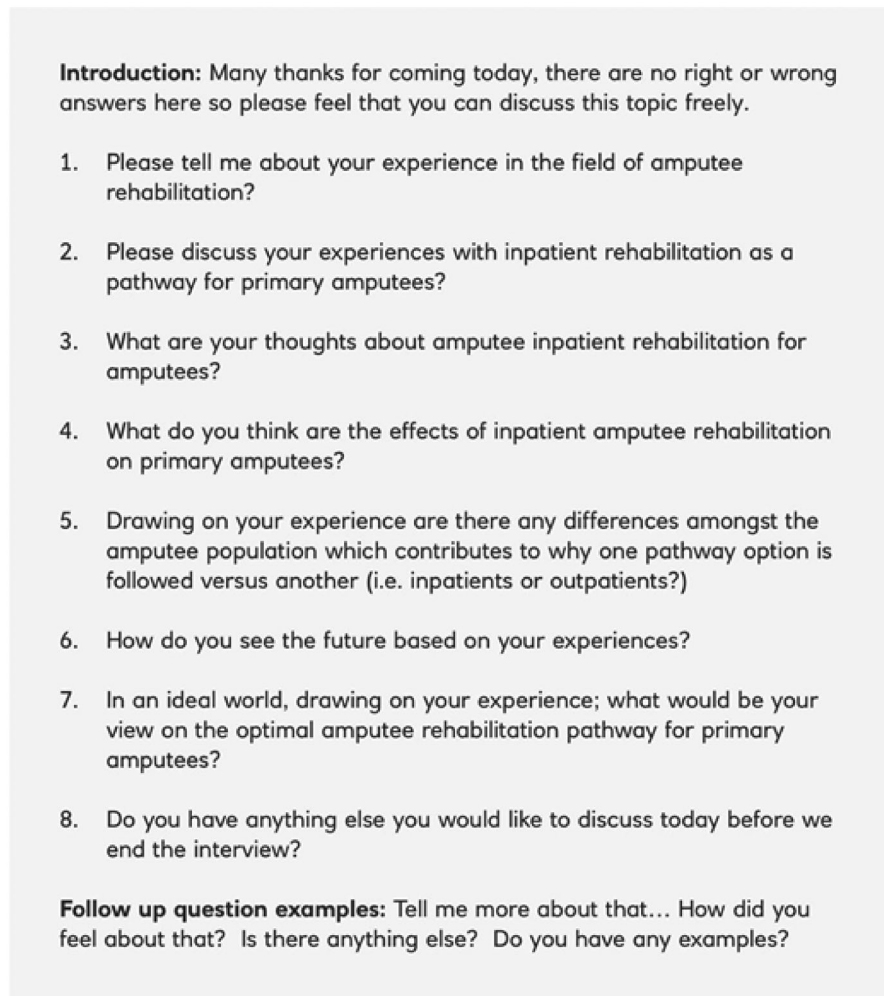 Introduction: Many thanks for coming today, there are no right or wrong
answers here so please feel that you can discuss this topic freely.
1. Please tell me about your experience in the field of amputee
rehabilitation?
2. Please discuss your experiences with inpatient rehabilitation as a
pathway for primary amputees?
3. What are your thoughts about amputee inpatient rehabilitation for
amputees?
4. What do you think are the effects of inpatient amputee rehabilitation
on primary amputees?
5. Drawing on your experience are there any differences amongst the
amputee population which contributes to why one pathway option is
followed versus another (i.e. inpatients or outpatients?)
6. How do you see the future based on your experiences?
7. In an ideal world, drawing on your experience; what would be your
view on the optimal amputee rehabilitation pathway for primary
amputees?
8. Do you have anything else you would like to discuss today before we
end the interview?
Follow up question examples: Tell me more about that... How did you
feel about that? Is there anything else? Do you have any examples?